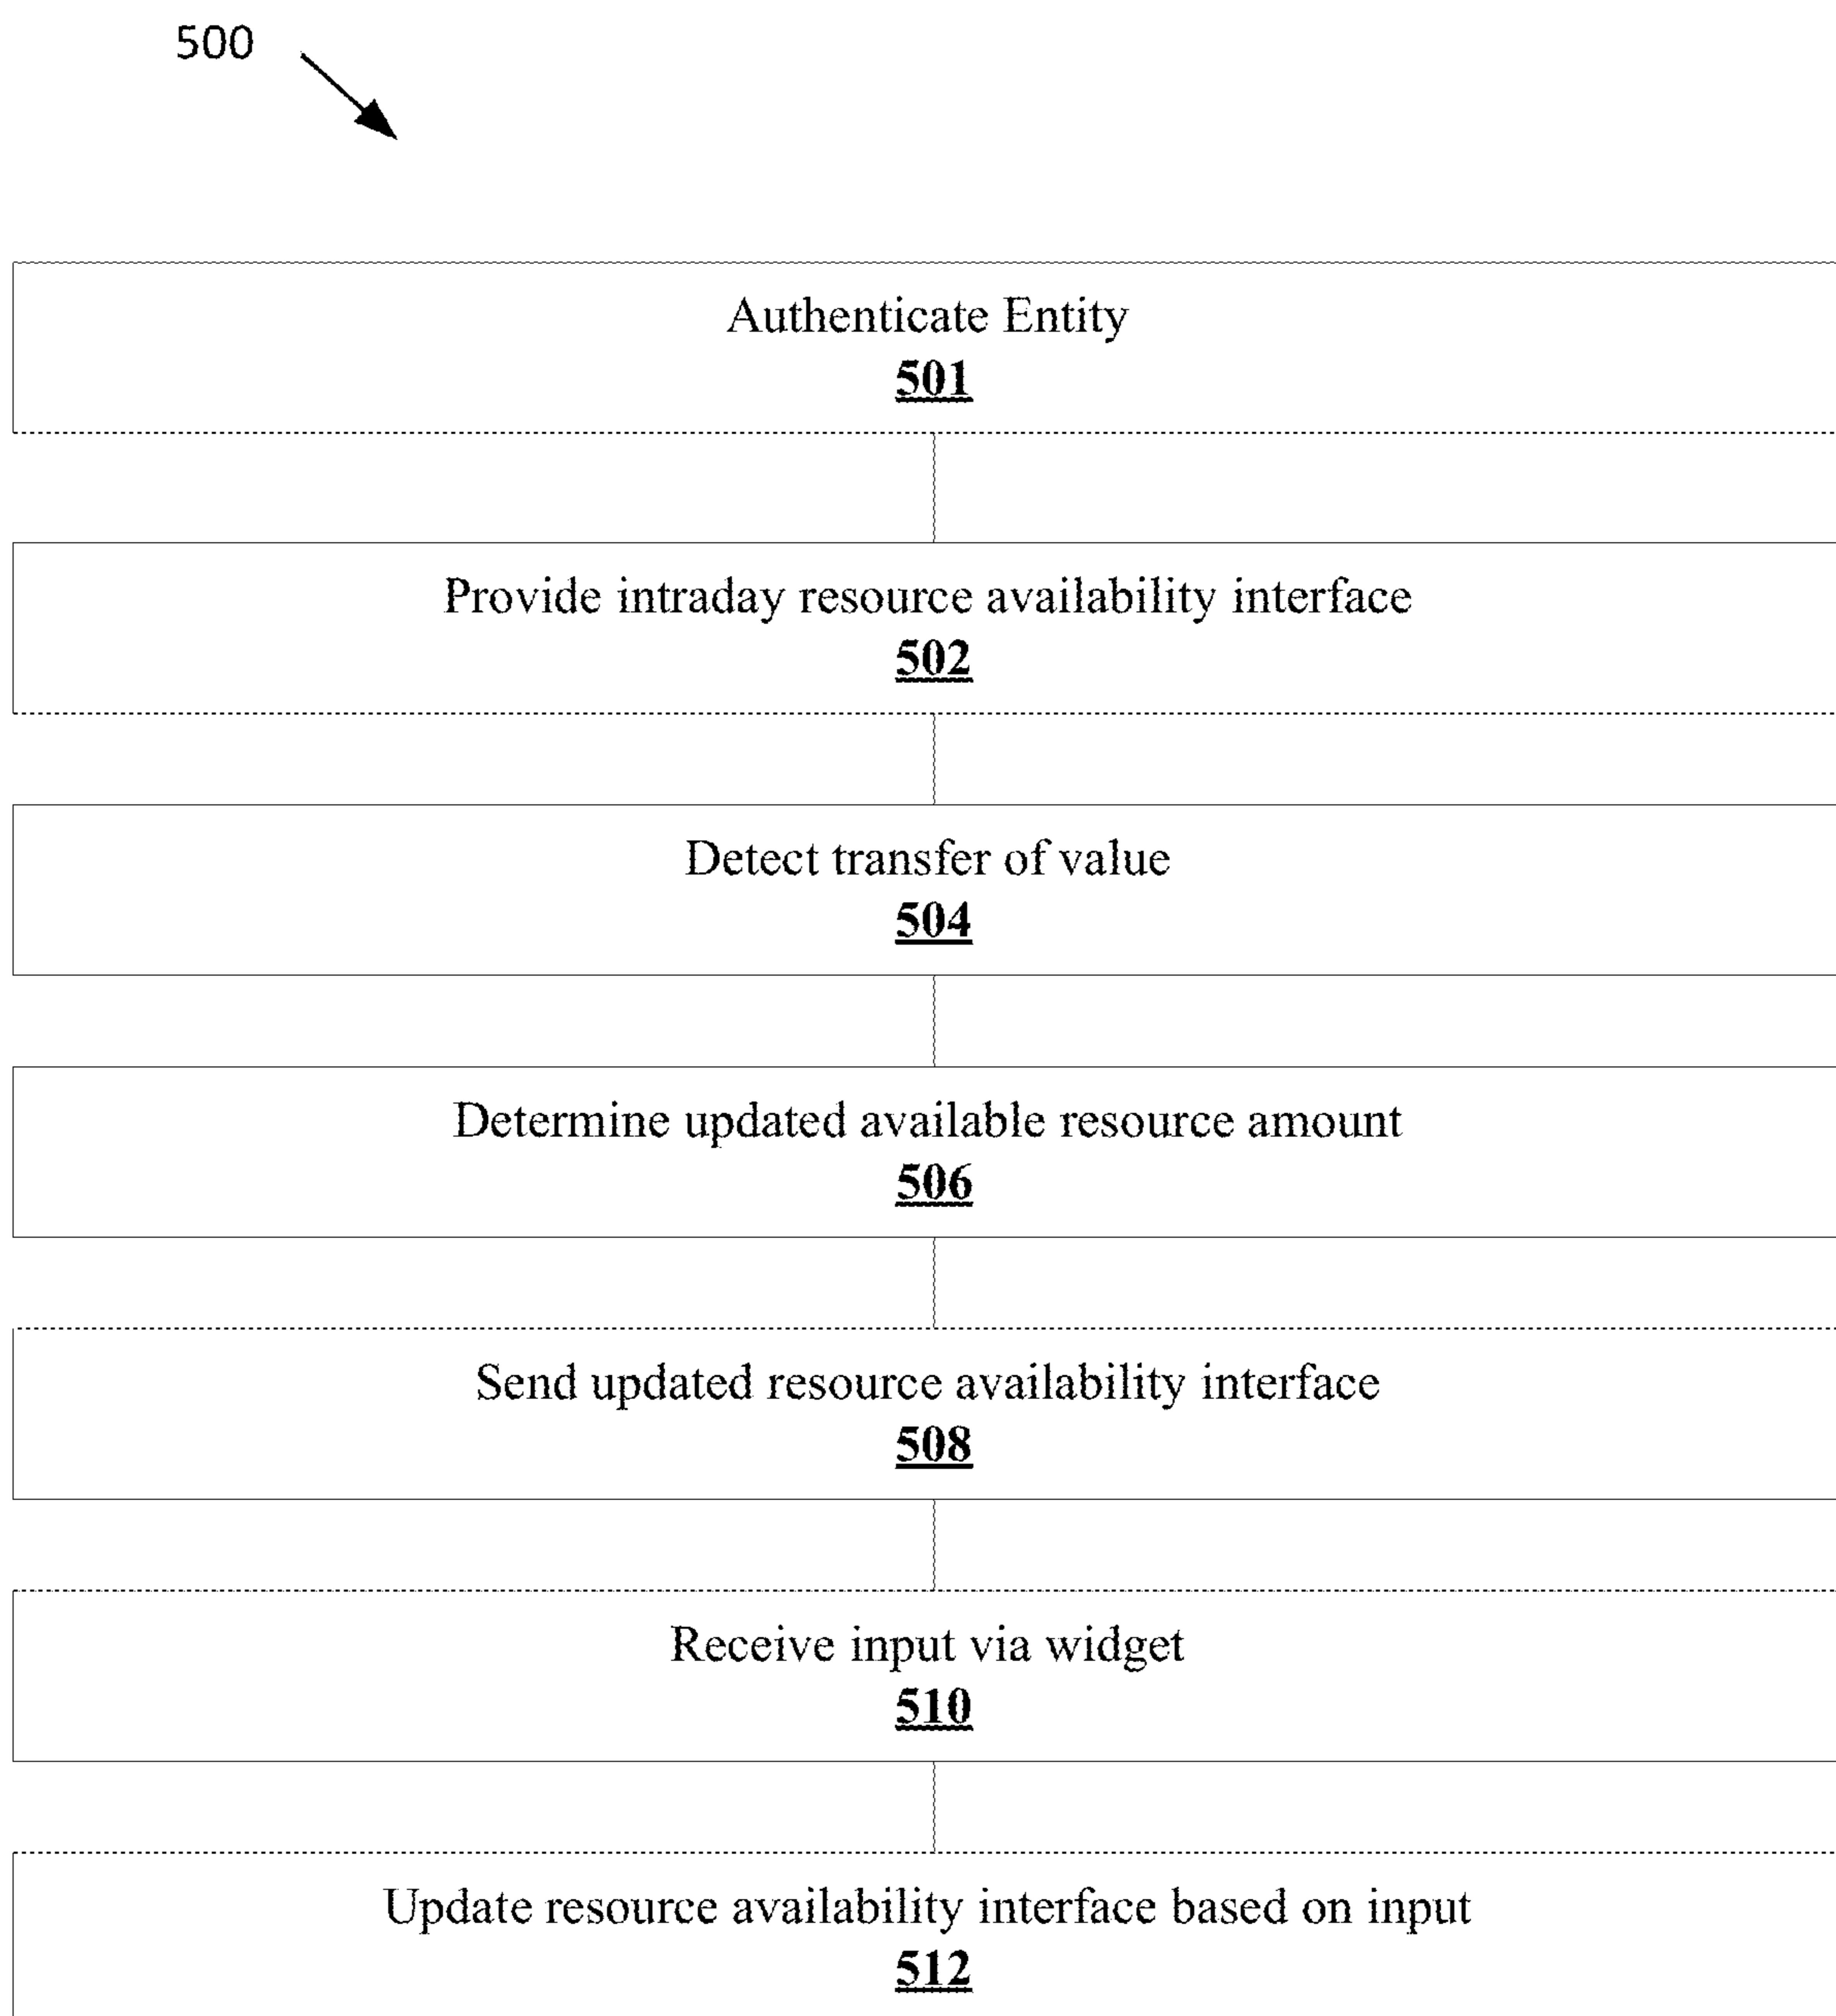 500
Authenticate Entity
501
Provide intraday resource availability interface
502
Detect transfer of value
504
Determine updated available resource amount
506
Send updated resource availability interface
508
Receive input via widget
510
Update resource availability interface based on input
512